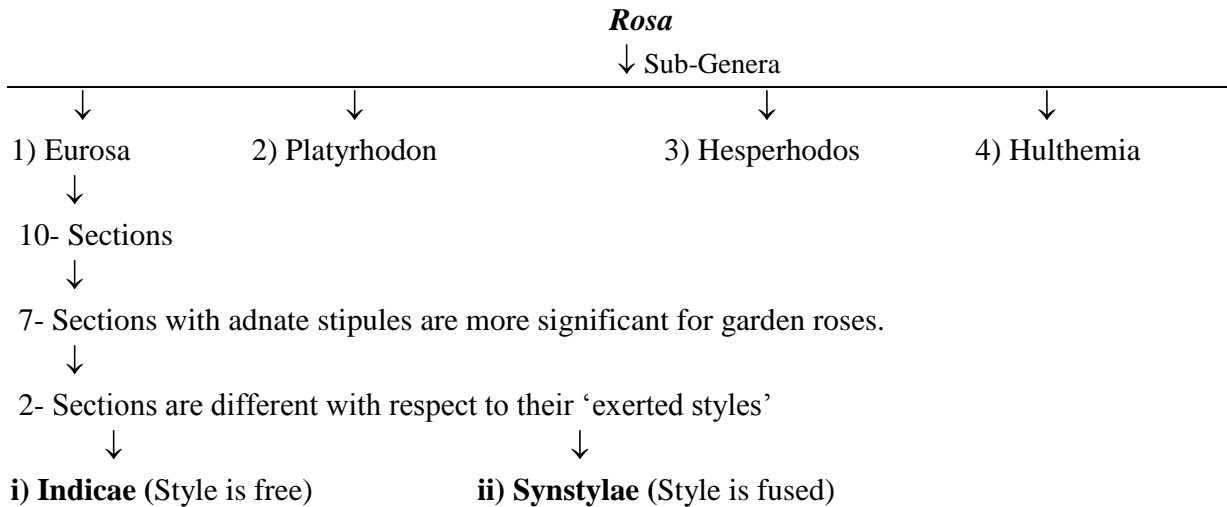 Rosa
↓ Sub-Genera
↓ ↓ ↓ ↓
1) Eurosa 2) Platyrhodon 3) Hesperhodos 4) Hulthemia
↓
10- Sections
↓
7- Sections with adnate stipules are more significant for garden roses.
↓
2- Sections are different with respect to their ‘exerted styles’
↓ ↓
i) Indicae (Style is free) ii) Synstylae (Style is fused)